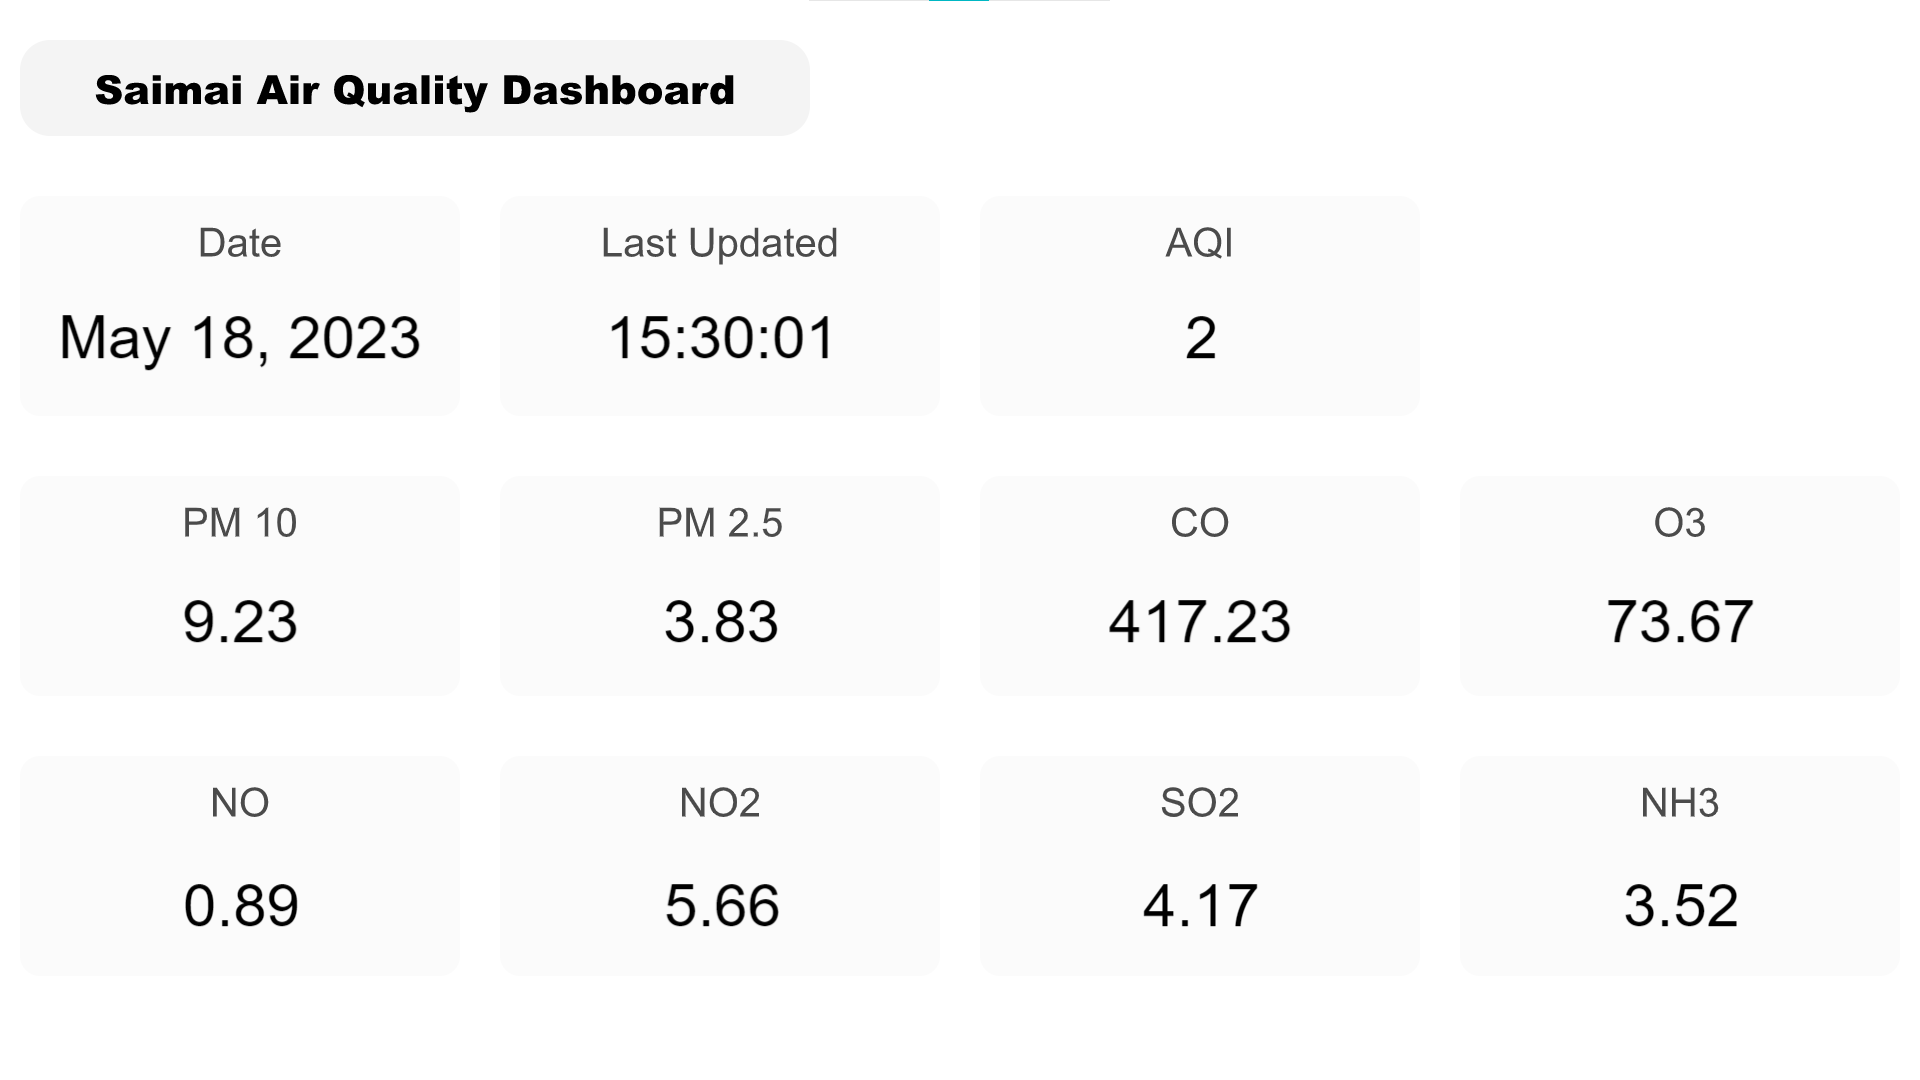 Saimai Air Quality Dashboard
Date
May 18, 2023
Last Updated
15:30:01
AQI
2
PM 10
9.23
PM 2.5
3.83
CO
417.23
O3
73.67
NO
0.89
NO2
5.66
SO2
4.17
NH3
3.52